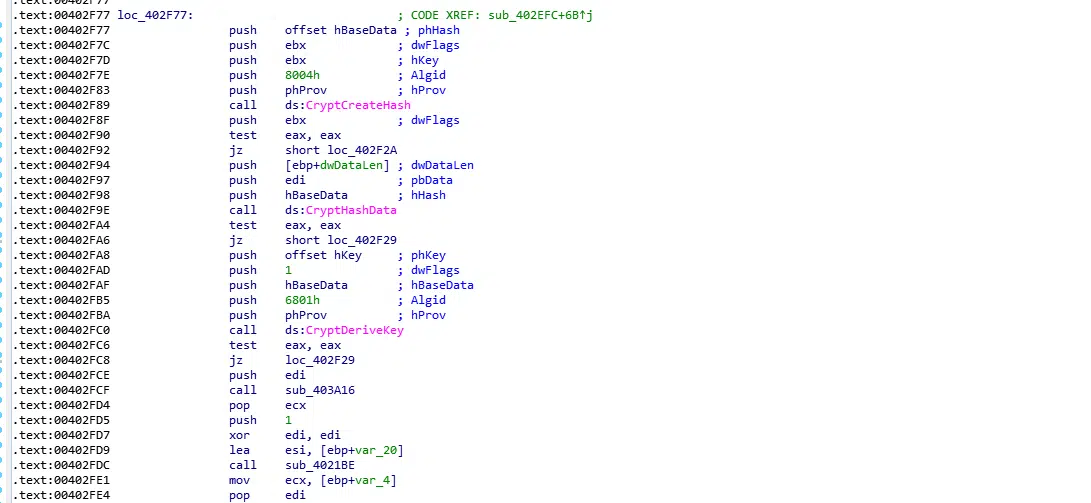 .text:00402F77
.text:00402F77 loc_402F77: ; CODE XREF: sub_402EFC+6B↑j
.text:00402F77 push offset hBaseData ; phHash
.text:00402F7C push ebx ; dwFlags
.text:00402F7D push ebx ; hKey
.text:00402F7E push 8004h ; Algid
.text:00402F83 push phProv ; hProv
.text:00402F89 call ds:CryptCreateHash
.text:00402F8F push ebx ; dwFlags
.text:00402F90 test eax, eax
.text:00402F92 jz short loc_402F2A
.text:00402F94 push [ebp+dwDataLen] ; dwDataLen
.text:00402F97 push edi ; pbData
.text:00402F98 push hBaseData ; hHash
.text:00402F9E call ds:CryptHashData
.text:00402FA4 test eax, eax
.text:00402FA6 jz short loc_402F29
.text:00402FA8 push offset hKey ; phKey
.text:00402FAD push 1 ; dwFlags
.text:00402FAF push hBaseData ; hBaseData
.text:00402FB5 push 6801h ; Algid
.text:00402FBA push phProv ; hProv
.text:00402FC0 call ds:CryptDeriveKey
.text:00402FC6 test eax, eax
.text:00402FC8 jz loc_402F29
.text:00402FCE push edi
.text:00402FCF call sub_403A16
.text:00402FD4 pop ecx
.text:00402FD5 push 1
.text:00402FD7 xor edi, edi
.text:00402FD9 lea esi, [ebp+var_20]
.text:00402FDC call sub_4021BE
.text:00402FE1 mov ecx, [ebp+var_4]
.text:00402FE4 pop edi